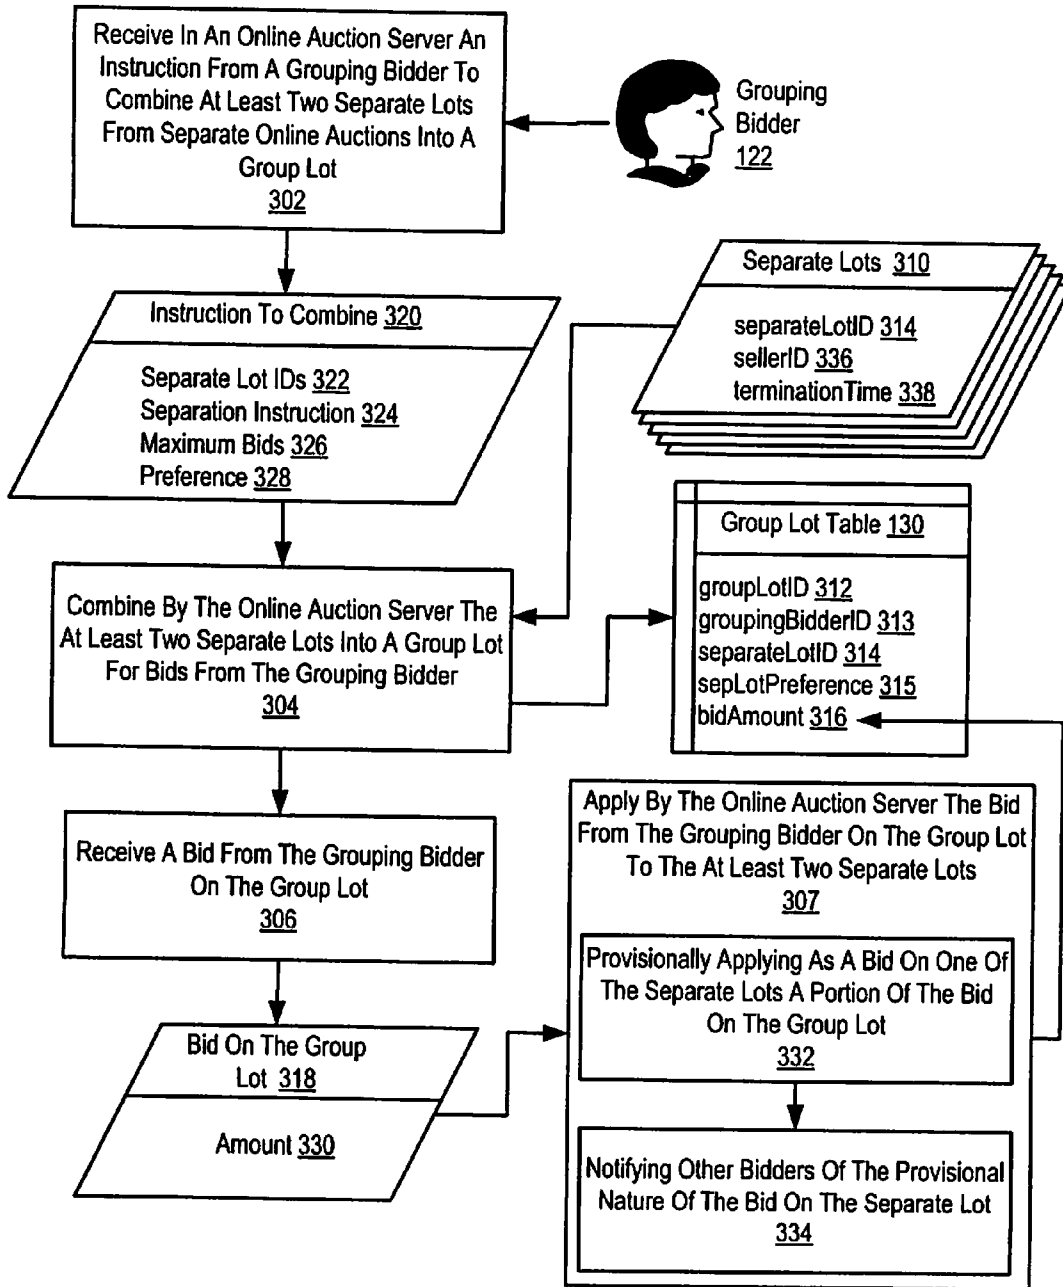 Receive In An Online Auction Server An
Instruction From A Grouping Bidder To
Combine At Least Two Separate Lots
From Separate Online Auctions Into A
Group Lot
302
Grouping
Bidder
122
Separate Lots 310
separateLotID 314
sellerID 336
terminationTime 338
Instruction To Combine 320
Separate Lot IDs 322
Separation Instruction 324
Maximum Bids 326
Preference 328
Group Lot Table 130
groupLotID 312
groupingBidderID 313
separateLotID 314
sepLotPreference 315
bidAmount 316
Combine By The Online Auction Server The
At Least Two Separate Lots Into A Group Lot
For Bids From The Grouping Bidder
304
Receive A Bid From The Grouping Bidder
On The Group Lot
306
Bid On The Group
Lot 318
Amount 330
Apply By The Online Auction Server The Bid
From The Grouping Bidder On The Group Lot
To The At Least Two Separate Lots
307
Provisionally Applying As A Bid On One Of
The Separate Lots A Portion Of The Bid
On The Group Lot
332
Notifying Other Bidders Of The Provisional
Nature Of The Bid On The Separate Lot
334